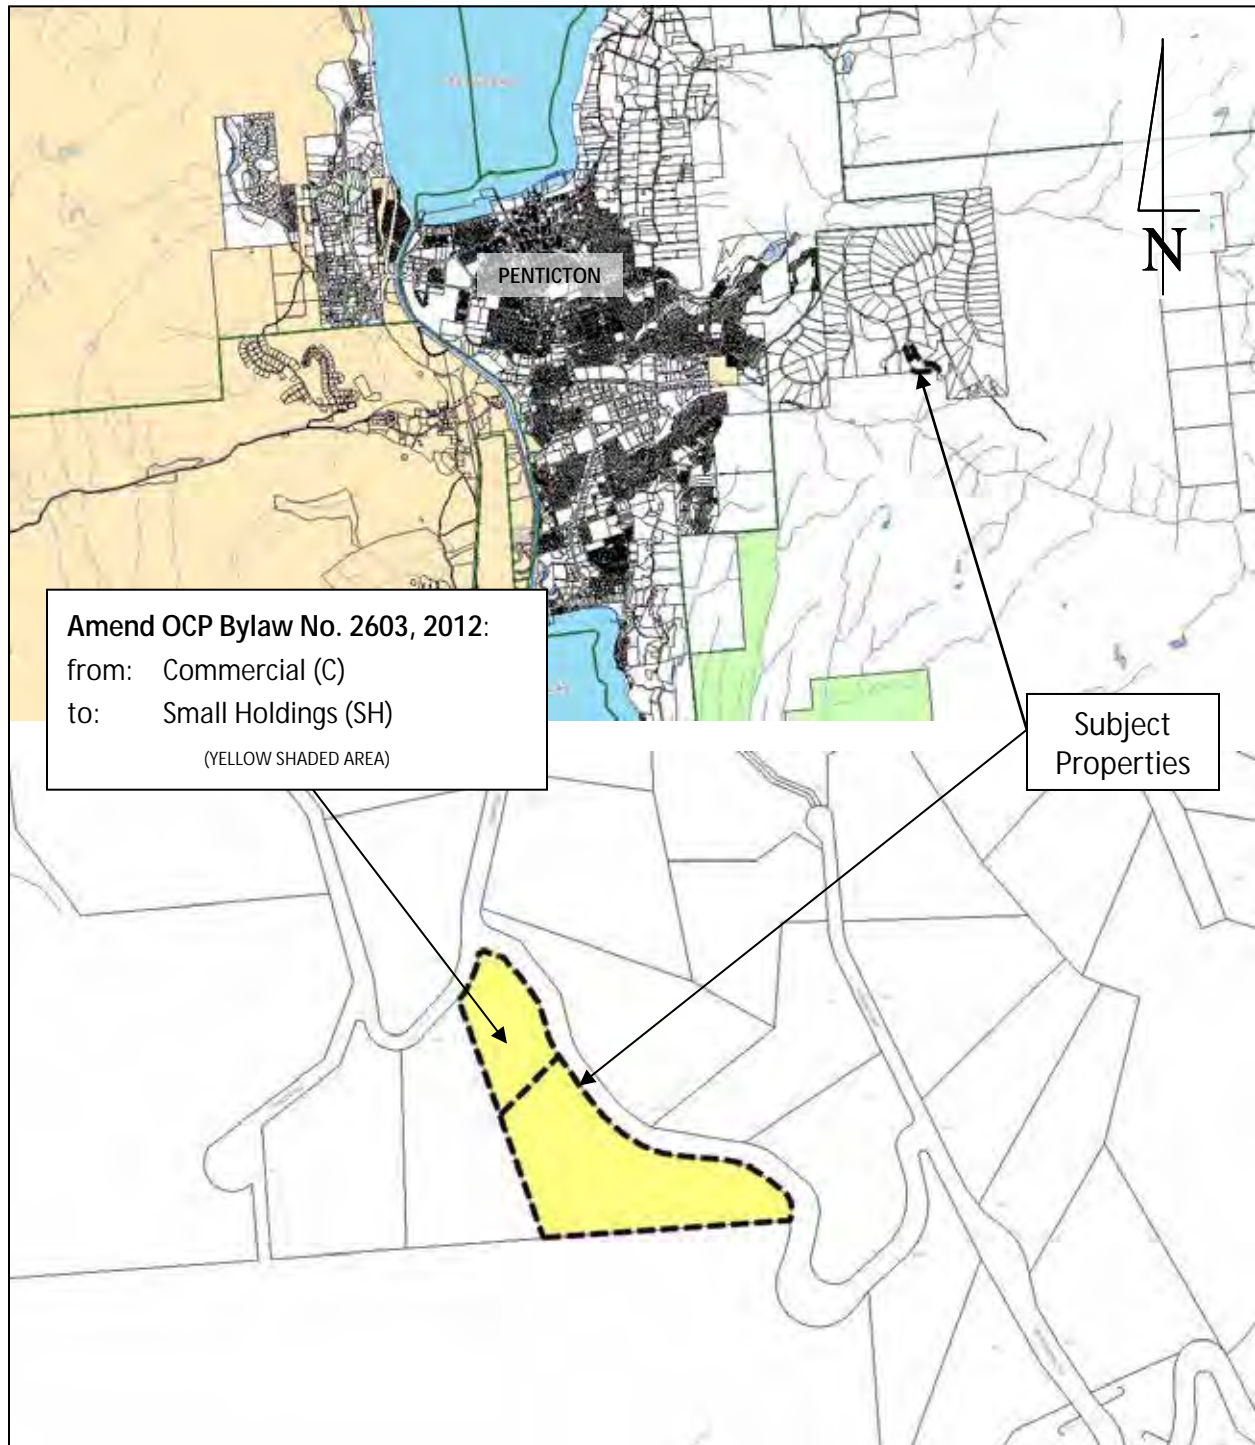 PENTICTON
N
Amend OCP Bylaw No. 2603, 2012:
from: Commercial (C)
to: Small Holdings (SH)
(YELLOW SHADED AREA)
Subject
Properties